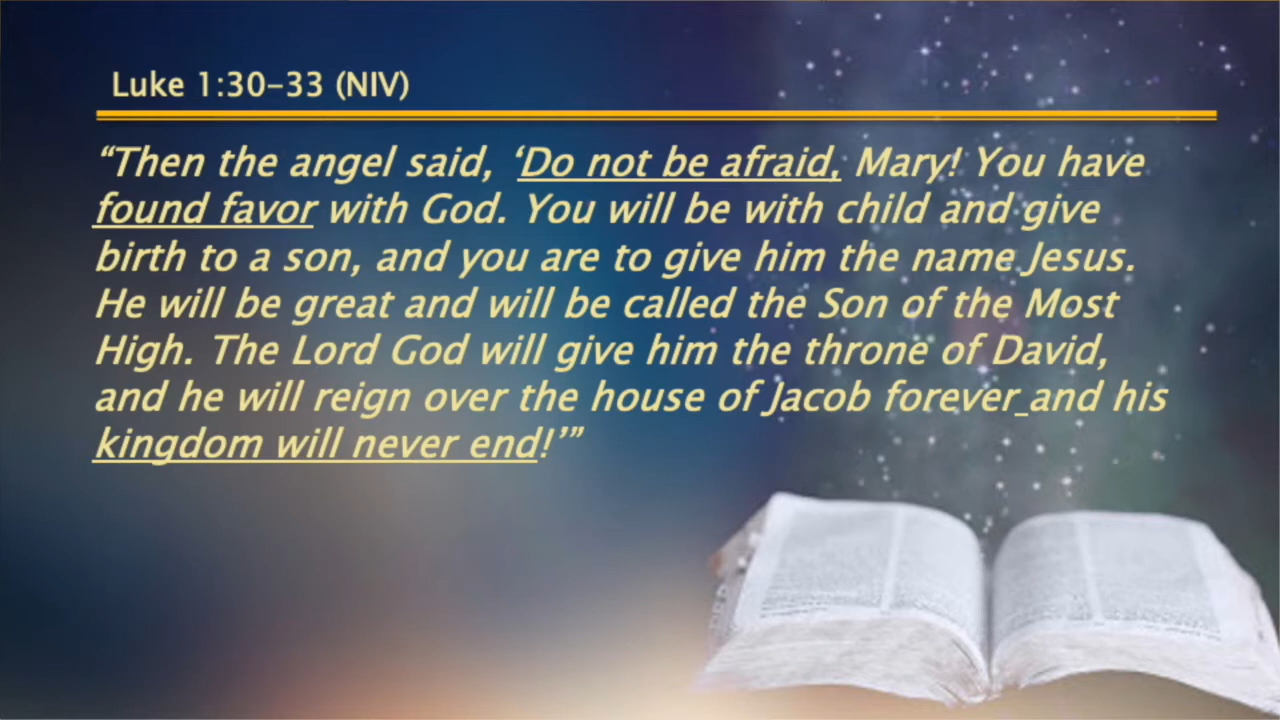 Luke 1:30-33 (NIV)
“Then the angel said, ‘Do not be afraid, Mary! You have
found favor with God. You will be with child and give
birth to a son, and you are to give him the name Jesus.
He will be great and will be called the Son of the Most
High. The Lord God will give him the throne of David,
and he will reign over the house of Jacob forever and his
kingdom will never end!’”